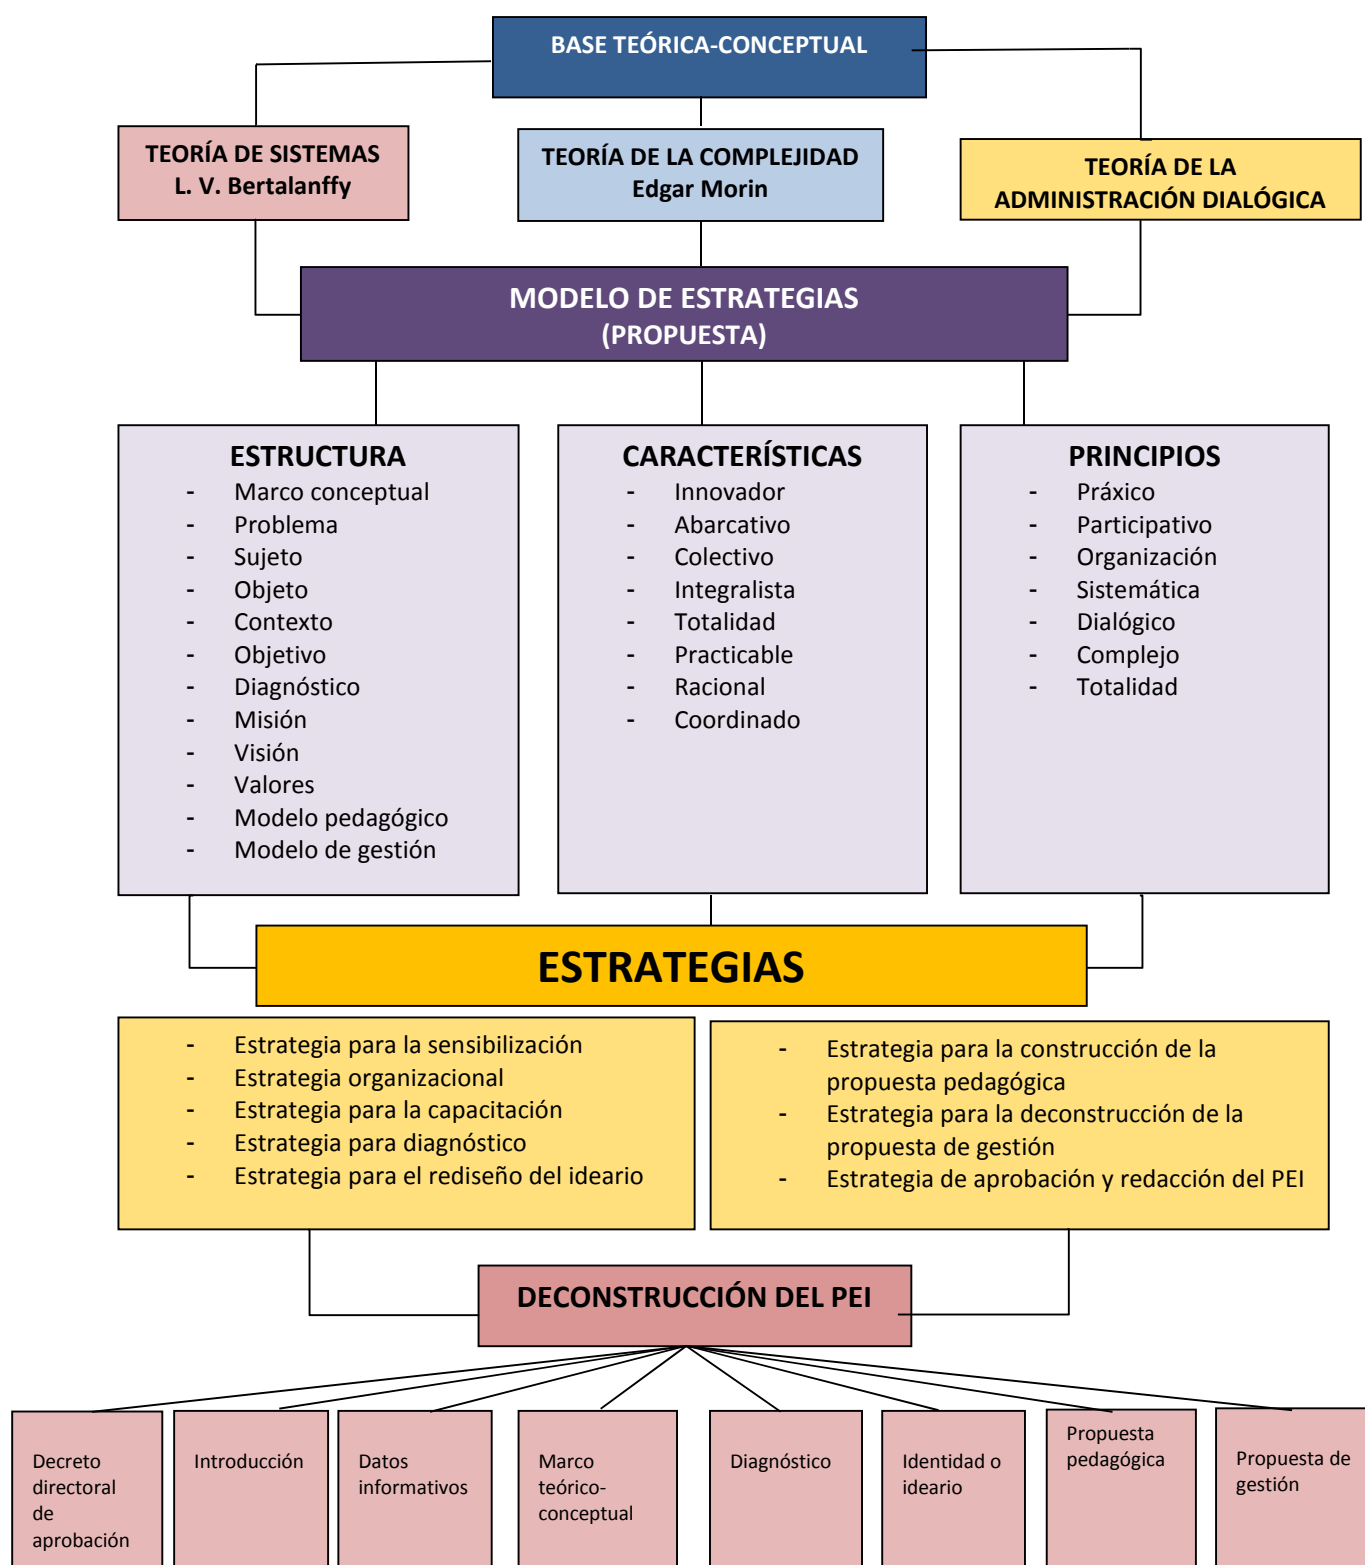 BASE TEÓRICA-CONCEPTUAL
TEORÍA DE SISTEMAS
L. V. Bertalanffy
TEORÍA DE LA COMPLEJIDAD
Edgar Morin
TEORÍA DE LA
ADMINISTRACIÓN DIALÓGICA
MODELO DE ESTRATEGIAS
(PROPUESTA)
ESTRUCTURA
- Marco conceptual
- Problema
- Sujeto
- Objeto
- Contexto
- Objetivo
- Diagnóstico
- Misión
- Visión
- Valores
- Modelo pedagógico
- Modelo de gestión
CARACTERÍSTICAS
- Innovador
- Abarcativo
- Colectivo
- Integralista
- Totalidad
- Practicable
- Racional
- Coordinado
PRINCIPIOS
- Práxico
- Participativo
- Organización
- Sistemática
- Dialógico
- Complejo
- Totalidad
ESTRATEGIAS
- Estrategia para la sensibilización
- Estrategia organizacional
- Estrategia para la capacitación
- Estrategia para diagnóstico
- Estrategia para el rediseño del ideario
- Estrategia para la construcción de la
propuesta pedagógica
- Estrategia para la deconstrucción de la
propuesta de gestión
- Estrategia de aprobación y redacción del PEI
DECONSTRUCCIÓN DEL PEI
Decreto
directoral
de
aprobación
Introducción
Datos
informativos
Marco
teórico-
conceptual
Diagnóstico
Identidad o
ideario
Propuesta
pedagógica
Propuesta de
gestión